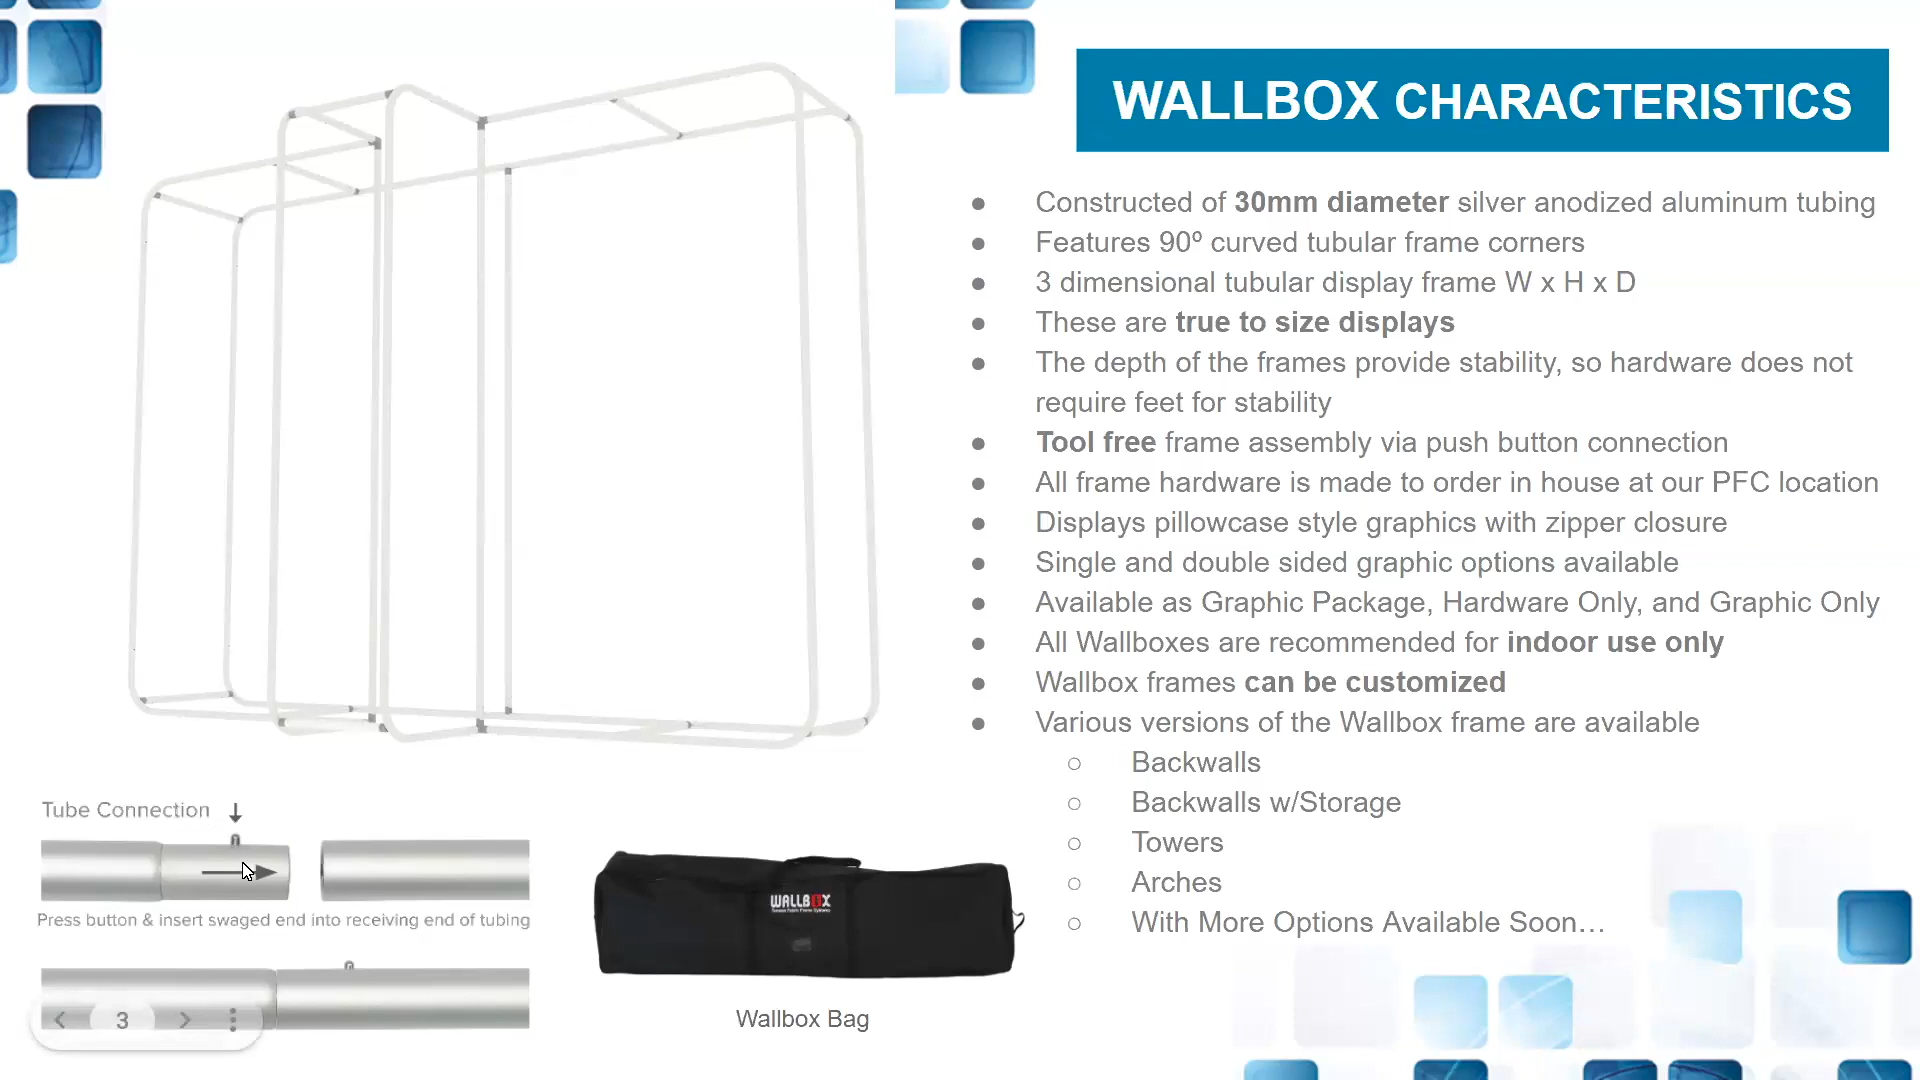 WALLBOX CHARACTERISTICS
● Constructed of 30mm diameter silver anodized aluminum tubing
● Features 90º curved tubular frame corners
● 3 dimensional tubular display frame W x H x D
● These are true to size displays
● The depth of the frames provide stability, so hardware does not
require feet for stability
● Tool free frame assembly via push button connection
● All frame hardware is made to order in house at our PFC location
● Displays pillowcase style graphics with zipper closure
● Single and double sided graphic options available
● Available as Graphic Package, Hardware Only, and Graphic Only
● All Wallboxes are recommended for indoor use only
● Wallbox frames can be customized
● Various versions of the Wallbox frame are available
○ Backwalls
○ Backwalls w/Storage
○ Towers
○ Arches
○ With More Options Available Soon…
Tube Connection
Press button & insert swaged end into receiving end of tubing
3
WALLBOX
Wallbox Bag